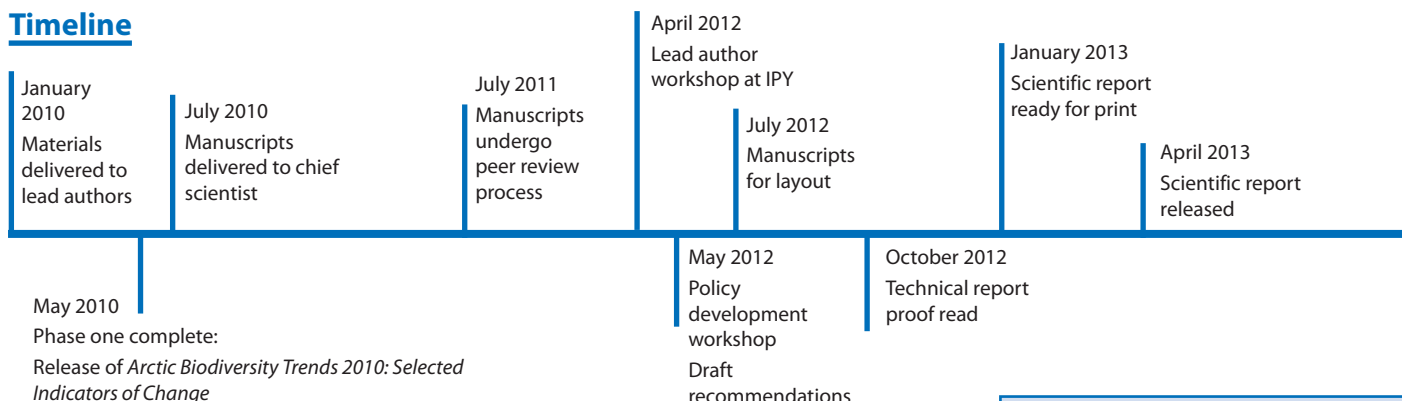 Timeline
January
2010
Materials
delivered to
lead authors
May 2010
Phase one complete:
Release of Arctic Biodiversity Trends 2010: Selected
Indicators of Change
July 2010
Manuscripts
delivered to chief
scientist
July 2011
Manuscripts
undergo
peer review
process
April 2012
Lead author
workshop at IPY
May 2012
Policy
development
workshop
Draft
recommendations
July 2012
Manuscripts
for layout
October 2012
Technical report
proof read
January 2013
Scientific report
ready for print
April 2013
Scientific report
released